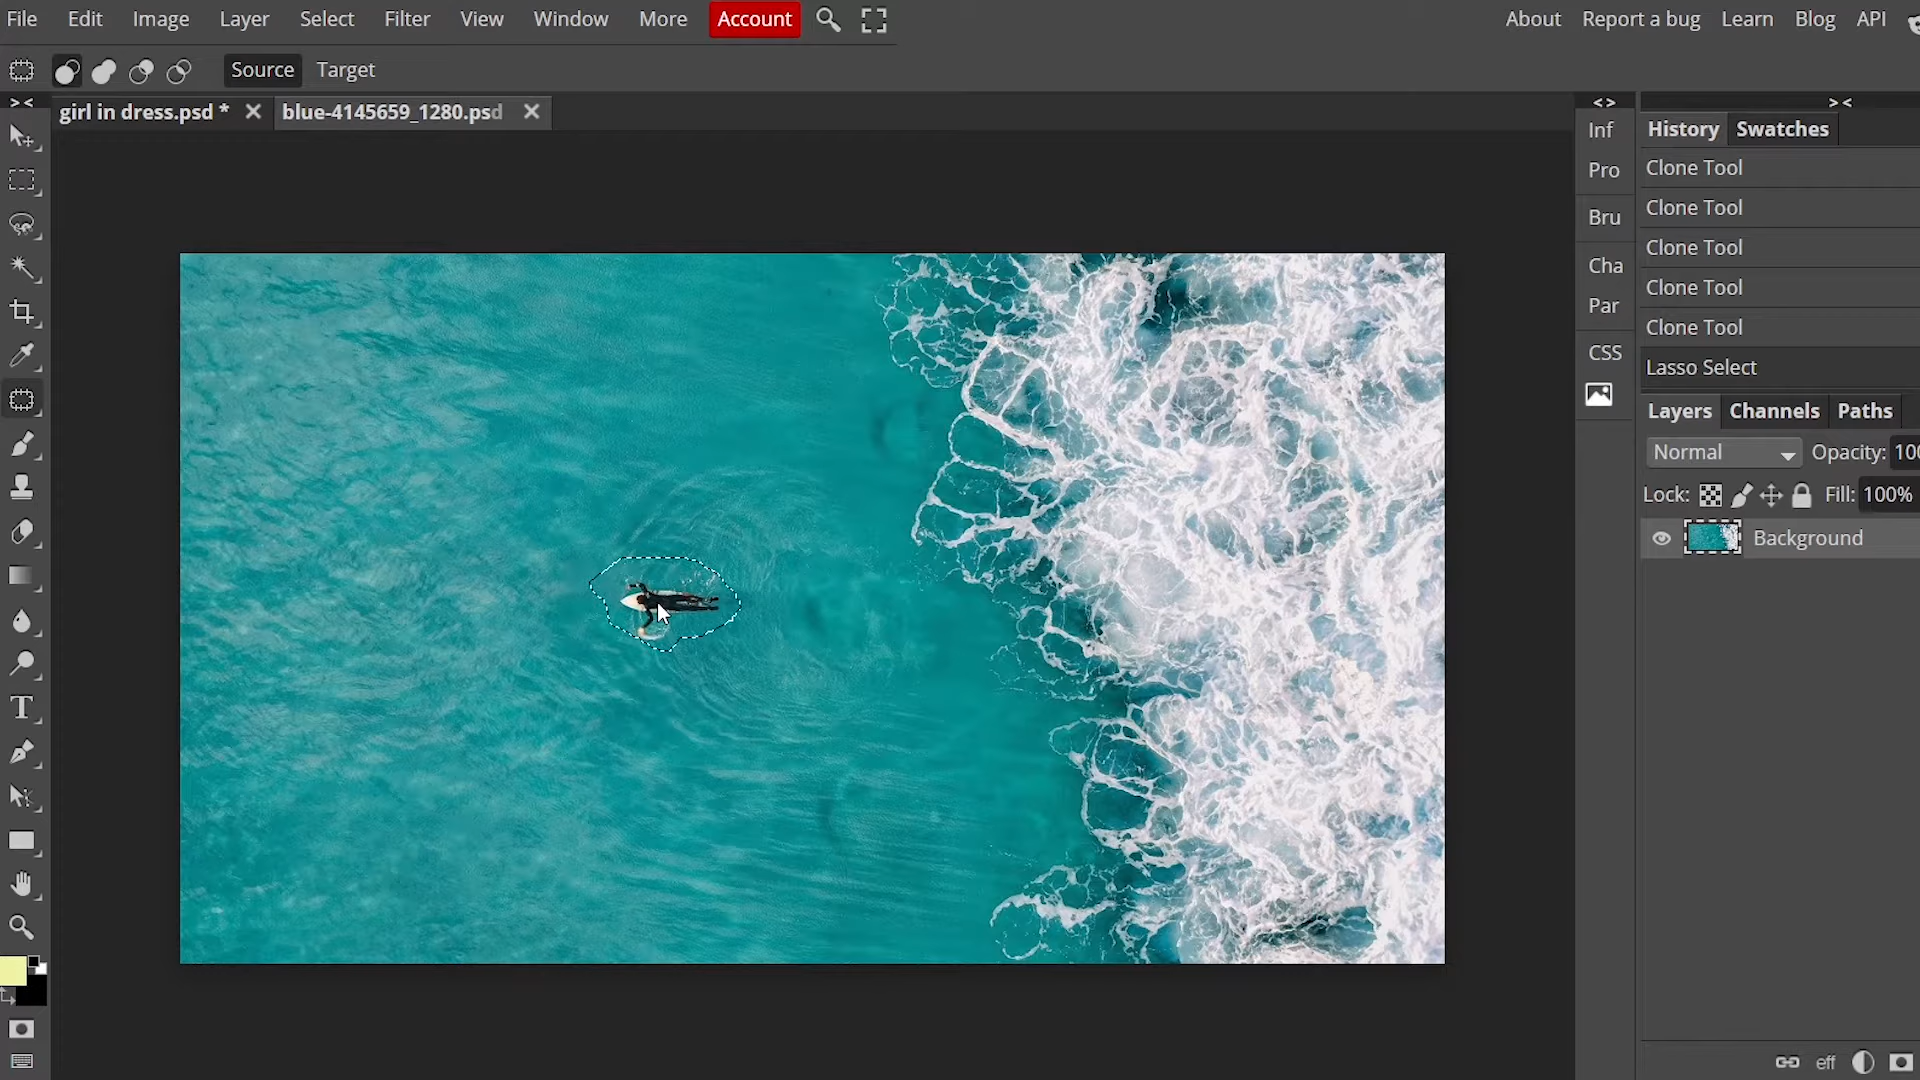 File Edit Image Layer Select Filter View Window More Account About Report a bug Learn Blog API
Source Target
girl in dress.psd * blue-4145659_1280.psd
Inf
Pro
Bru
Cha
Par
CSS
History Swatches
Clone Tool
Clone Tool
Clone Tool
Clone Tool
Clone Tool
Lasso Select
Layers Channels Paths
Normal Opacity: 100
Lock: Fill: 100%
Background
eff